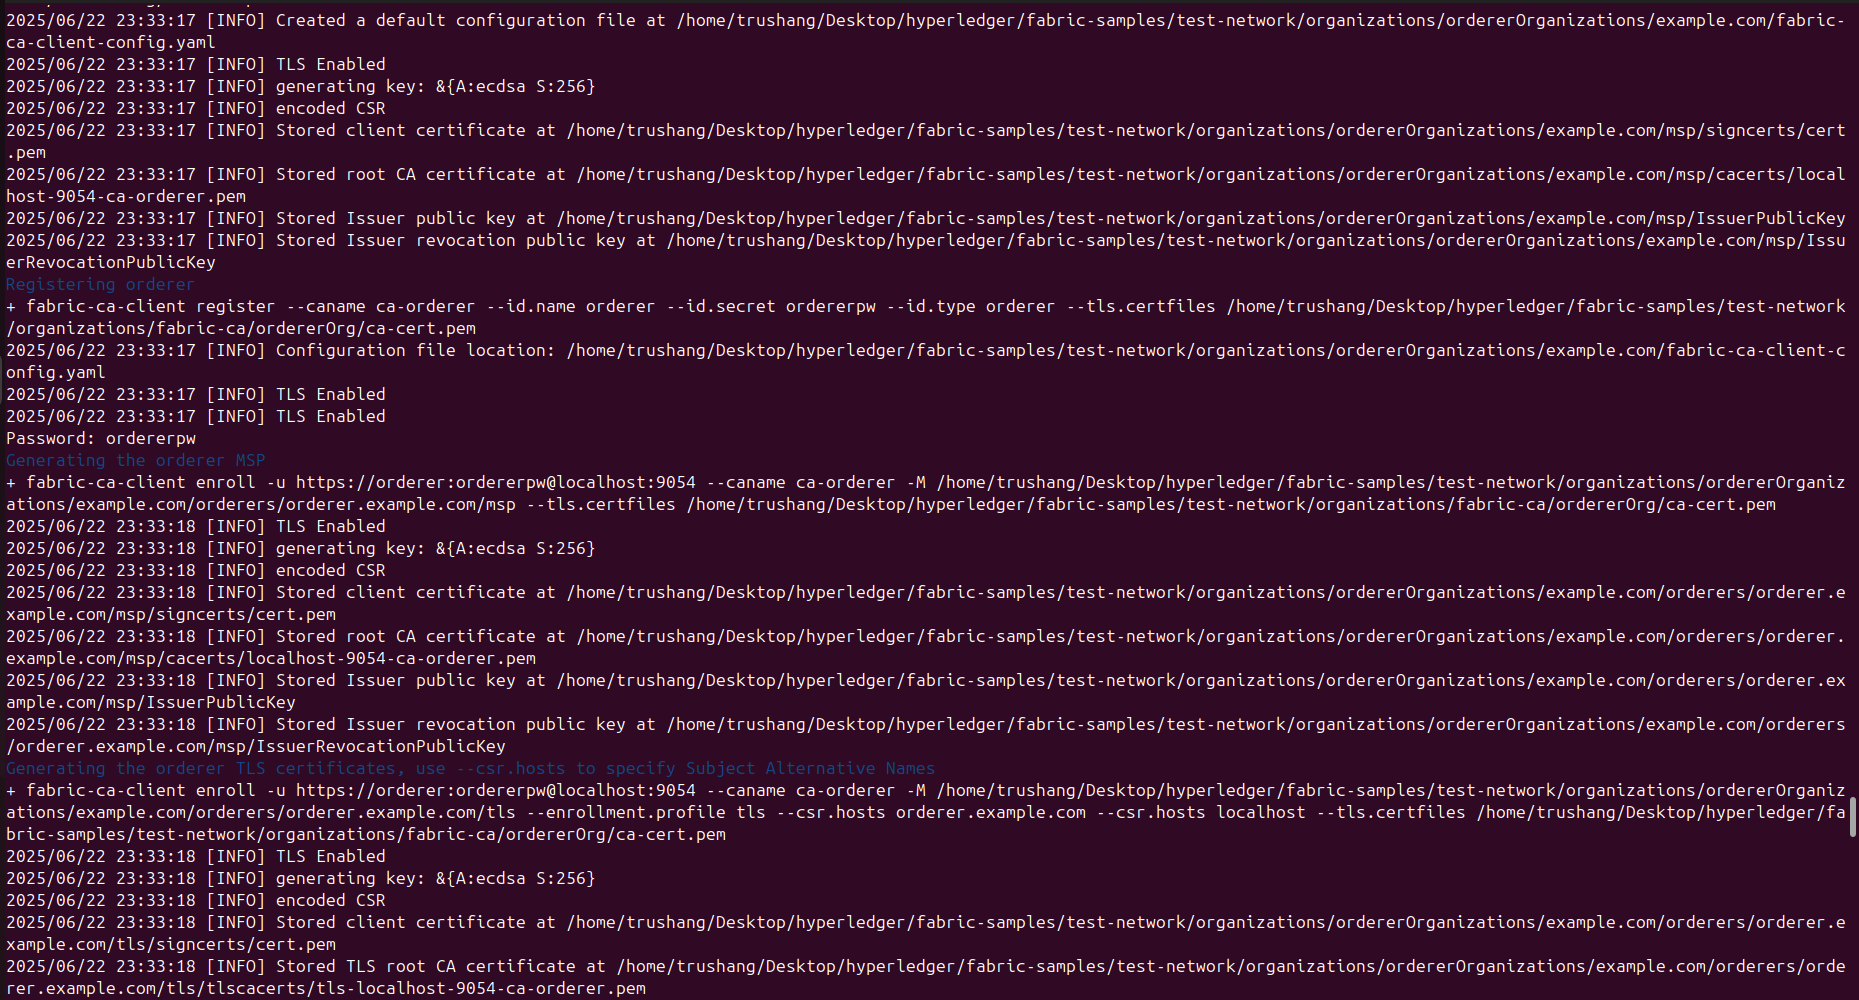 2025/06/22 23:33:17 [INFO] Created a default configuration file at /home/trushang/Desktop/hyperledger/fabric-samples/test-network/organizations/ordererOrganizations/example.com/fabric-
ca-client-config.yaml
2025/06/22 23:33:17 [INFO] TLS Enabled
2025/06/22 23:33:17 [INFO] generating key: &{A:ecdsa S:256}
2025/06/22 23:33:17 [INFO] encoded CSR
2025/06/22 23:33:17 [INFO] Stored client certificate at /home/trushang/Desktop/hyperledger/fabric-samples/test-network/organizations/ordererOrganizations/example.com/msp/signcerts/cert
.pem
2025/06/22 23:33:17 [INFO] Stored root CA certificate at /home/trushang/Desktop/hyperledger/fabric-samples/test-network/organizations/ordererOrganizations/example.com/msp/cacerts/local
host-9054-ca-orderer.pem
2025/06/22 23:33:17 [INFO] Stored Issuer public key at /home/trushang/Desktop/hyperledger/fabric-samples/test-network/organizations/ordererOrganizations/example.com/msp/IssuerPublicKey
2025/06/22 23:33:17 [INFO] Stored Issuer revocation public key at /home/trushang/Desktop/hyperledger/fabric-samples/test-network/organizations/ordererOrganizations/example.com/msp/Issu
erRevocationPublicKey
Registering orderer
+ fabric-ca-client register --caname ca-orderer --id.name orderer --id.secret ordererpw --id.type orderer --tls.certfiles /home/trushang/Desktop/hyperledger/fabric-samples/test-network
/organizations/fabric-ca/ordererOrg/ca-cert.pem
2025/06/22 23:33:17 [INFO] Configuration file location: /home/trushang/Desktop/hyperledger/fabric-samples/test-network/organizations/ordererOrganizations/example.com/fabric-ca-client-c
onfig.yaml
2025/06/22 23:33:17 [INFO] TLS Enabled
2025/06/22 23:33:17 [INFO] TLS Enabled
Password: ordererpw
Generating the orderer MSP
+ fabric-ca-client enroll -u https://orderer:ordererpw@localhost:9054 --caname ca-orderer -M /home/trushang/Desktop/hyperledger/fabric-samples/test-network/organizations/ordererOrganiz
ations/example.com/orderers/orderer.example.com/msp --tls.certfiles /home/trushang/Desktop/hyperledger/fabric-samples/test-network/organizations/fabric-ca/ordererOrg/ca-cert.pem
2025/06/22 23:33:18 [INFO] TLS Enabled
2025/06/22 23:33:18 [INFO] generating key: &{A:ecdsa S:256}
2025/06/22 23:33:18 [INFO] encoded CSR
2025/06/22 23:33:18 [INFO] Stored client certificate at /home/trushang/Desktop/hyperledger/fabric-samples/test-network/organizations/ordererOrganizations/example.com/orderers/orderer.e
xample.com/msp/signcerts/cert.pem
2025/06/22 23:33:18 [INFO] Stored root CA certificate at /home/trushang/Desktop/hyperledger/fabric-samples/test-network/organizations/ordererOrganizations/example.com/orderers/orderer.
example.com/msp/cacerts/localhost-9054-ca-orderer.pem
2025/06/22 23:33:18 [INFO] Stored Issuer public key at /home/trushang/Desktop/hyperledger/fabric-samples/test-network/organizations/ordererOrganizations/example.com/orderers/orderer.ex
ample.com/msp/IssuerPublicKey
2025/06/22 23:33:18 [INFO] Stored Issuer revocation public key at /home/trushang/Desktop/hyperledger/fabric-samples/test-network/organizations/ordererOrganizations/example.com/orderers
/orderer.example.com/msp/IssuerRevocationPublicKey
Generating the orderer TLS certificates, use --csr.hosts to specify Subject Alternative Names
+ fabric-ca-client enroll -u https://orderer:ordererpw@localhost:9054 --caname ca-orderer -M /home/trushang/Desktop/hyperledger/fabric-samples/test-network/organizations/ordererOrganiz
ations/example.com/orderers/orderer.example.com/tls --enrollment.profile tls --csr.hosts orderer.example.com --csr.hosts localhost --tls.certfiles /home/trushang/Desktop/hyperledger/fa
bric-samples/test-network/organizations/fabric-ca/ordererOrg/ca-cert.pem
2025/06/22 23:33:18 [INFO] TLS Enabled
2025/06/22 23:33:18 [INFO] generating key: &{A:ecdsa S:256}
2025/06/22 23:33:18 [INFO] encoded CSR
2025/06/22 23:33:18 [INFO] Stored client certificate at /home/trushang/Desktop/hyperledger/fabric-samples/test-network/organizations/ordererOrganizations/example.com/orderers/orderer.e
xample.com/tls/signcerts/cert.pem
2025/06/22 23:33:18 [INFO] Stored TLS root CA certificate at /home/trushang/Desktop/hyperledger/fabric-samples/test-network/organizations/ordererOrganizations/example.com/orderers/orde
rer.example.com/tls/tlscacerts/tls-localhost-9054-ca-orderer.pem